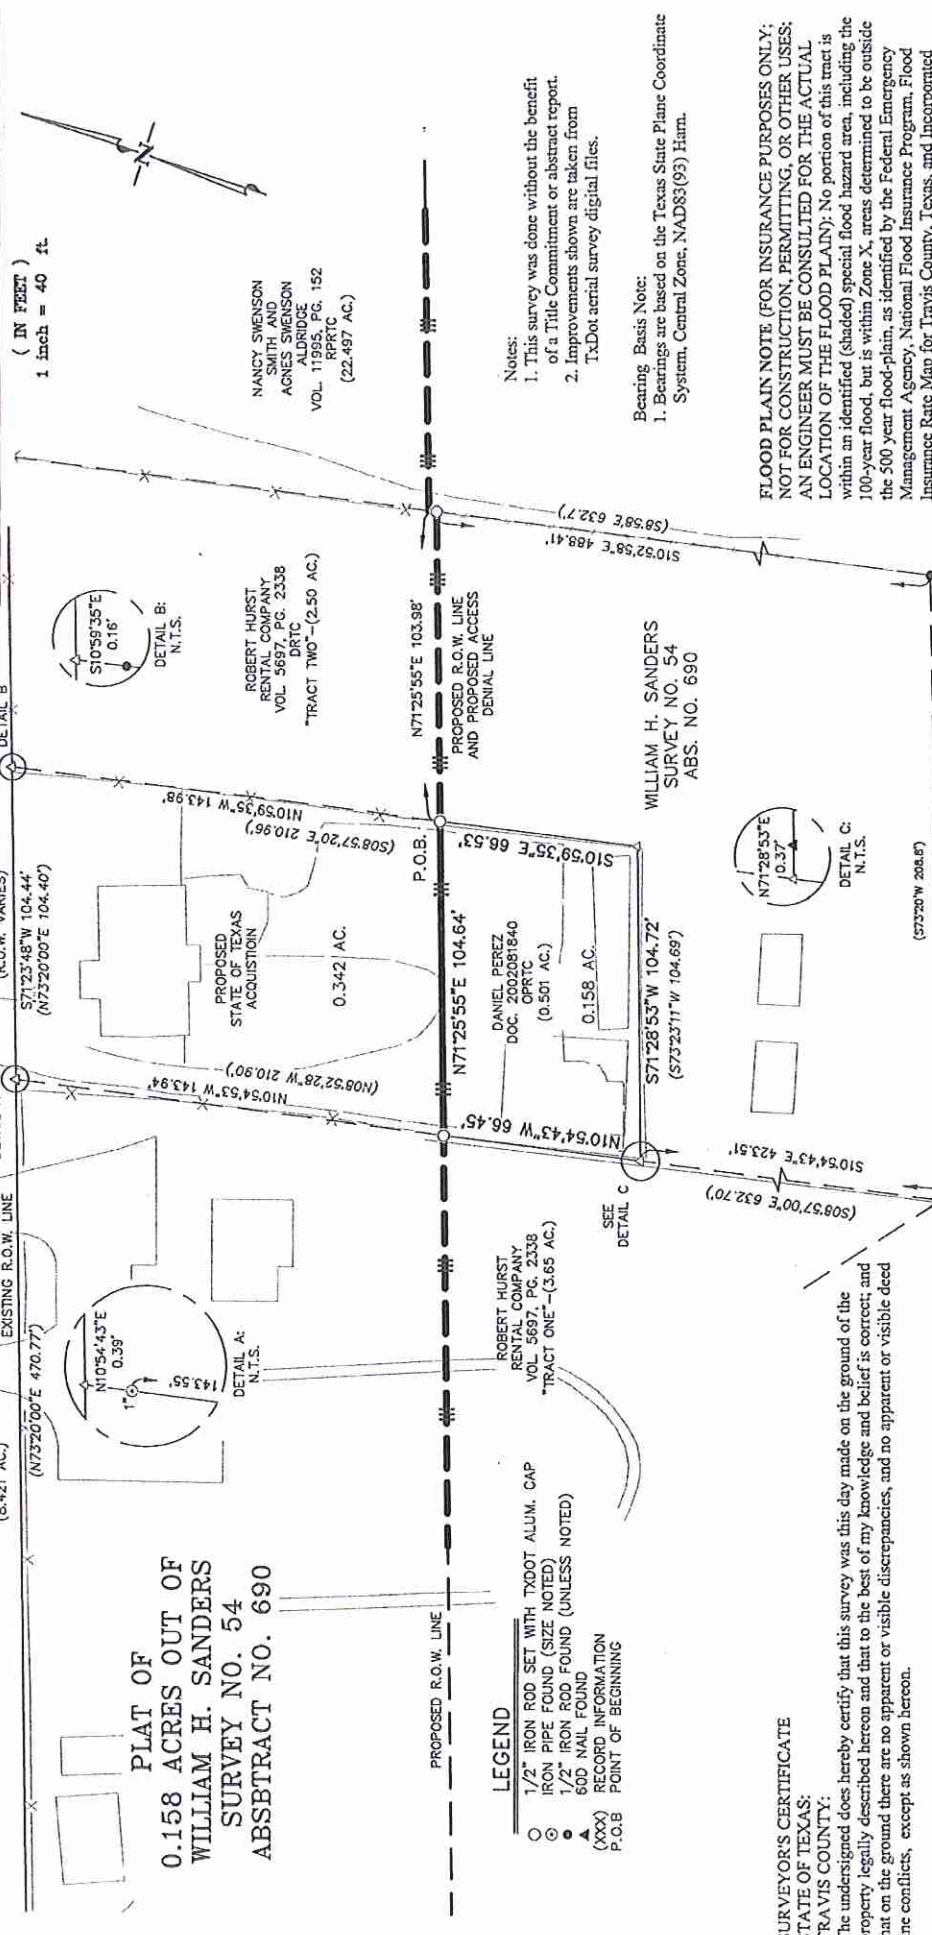 ( IN FEET )
1 inch = 40 ft.
N
DETAIL B
S71°23'48"W 104.44'
(N73°20'00"E 104.40')
EXISTING R.O.W. LINE
(N73°20'00"E 470.77')
S10°59'35"E
0.16'
DETAIL B:
N.T.S.
NANCY SWENSON
SMITH AND
AGNES SWENSON
ALDRIDGE
VOL. 11995, PG. 152
RPRTC
(22.497 AC.)
ROBERT HURST
RENTAL COMPANY
VOL 5697, PG. 2338
DRTC
"TRACT TWO"-(2.50 AC.)
N10°59'35"W 143.98'
(S08°57'20"E 210.96')
PROPOSED
STATE OF TEXAS
ACQUISITIOIN
0.342 AC.
(N08°52'28"W 210.90')
N10°54'53"W 143.94'
N10°54'43"E
0.39'
1"
143.55'
DETAIL A:
N.T.S.
PLAT OF
0.158 ACRES OUT OF
WILLIAM H. SANDERS
SURVEY NO. 54
ABSBTRACT NO. 690
N71°25'55"E 103.98'
P.O.B.
PROPOSED R.O.W. LINE
AND PROPOSED ACCESS
DENIAL LINE
N71°25'55"E 104.64'
PROPOSED R.O.W. LINE
S10°59'35"E 66.53'
DANIEL PEREZ
DOC. 2002081840
OPRTC
(0.501 AC.)
0.158 AC.
N10°54'43"W 66.45'
S71°28'53"W 104.72'
(S73°23'11"W 104.69')
SEE
DETAIL C
ROBERT HURST
RENTAL COMPANY
VOL 5697, PG. 2338
"TRACT ONE"-(3.65 AC.)
(S8°58'E 632.7')
S10°52'58"E 488.41'
WILLIAM H. SANDERS
SURVEY NO. 54
ABS. NO. 690
N71°28'53"E
0.37'
DETAIL C:
N.T.S.
S10°54'43"E 423.51'
(S08°57'00"E 632.70')
(S73°20'W 208.8')
LEGEND
1/2" IRON ROD SET WITH TXDOT ALUM. CAP
IRON PIPE FOUND (SIZE NOTED)
1/2" IRON ROD FOUND (UNLESS NOTED)
60D NAIL FOUND
(XXX) RECORD INFORMATION
P.O.B POINT OF BEGINNING
Notes:
1. This survey was done without the benefit
of a Title Commitment or abstract report.
2. Improvements shown are taken from
TxDot aerial survey digital files.
Bearing Basis Note:
1. Bearings are based on the Texas State Plane Coordinate
System, Central Zone, NAD83(93) Harn.
FLOOD PLAIN NOTE (FOR INSURANCE PURPOSES ONLY;
NOT FOR CONSTRUCTION, PERMITTING, OR OTHER USES;
AN ENGINEER MUST BE CONSULTED FOR THE ACTUAL
LOCATION OF THE FLOOD PLAIN): No portion of this tract is
within an identified (shaded) special flood hazard area, including the
100-year flood, but is within Zone X, areas determined to be outside
the 500 year flood-plain, as identified by the Federal Emergency
Management Agency, National Flood Insurance Program, Flood
Insurance Rate Map for Travis County, Texas, and Incorporated
SURVEYOR'S CERTIFICATE
STATE OF TEXAS:
TRAVIS COUNTY:
The undersigned does hereby certify that this survey was this day made on the ground of the
property legally described hereon and that to the best of my knowledge and belief is correct; and
that on the ground there are no apparent or visible discrepancies, and no apparent or visible deed
line conflicts, except as shown hereon.